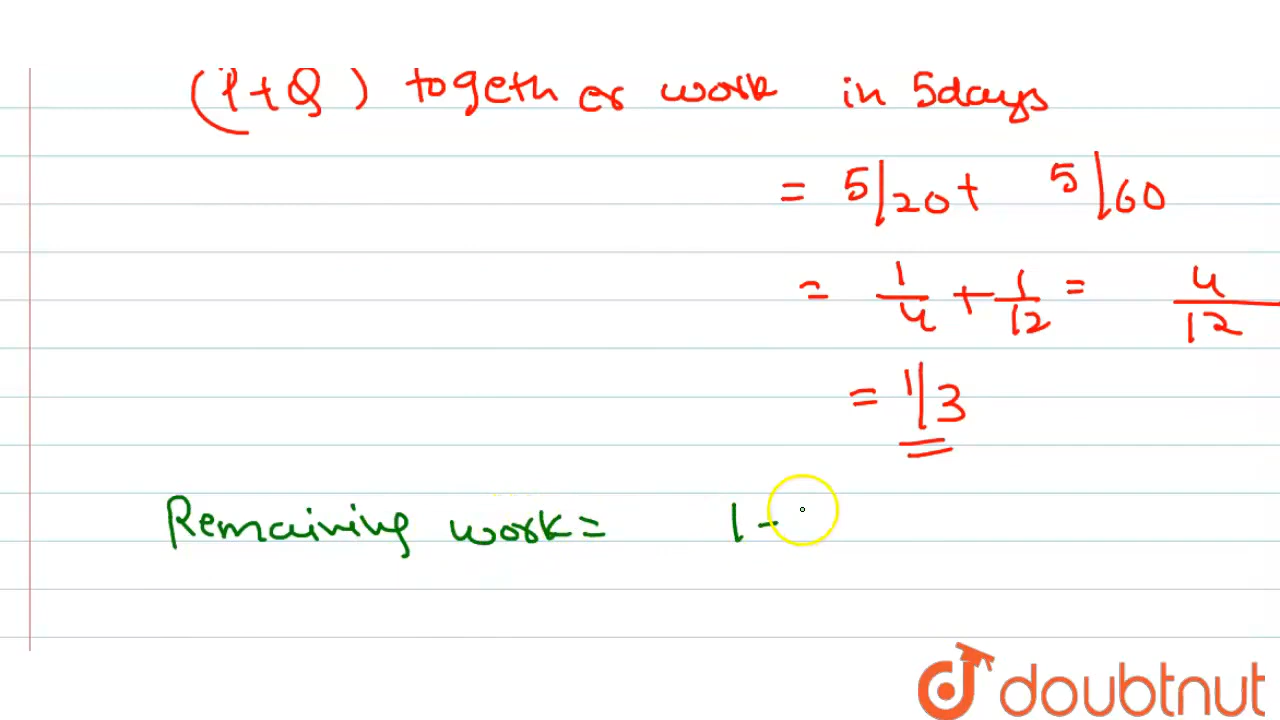 (P+Q) together work in 5days
= 5/20 + 5/60
= 1/4 + 1/12 = 4/12
= 1/3
Remaining work = 1 -
doubtnut